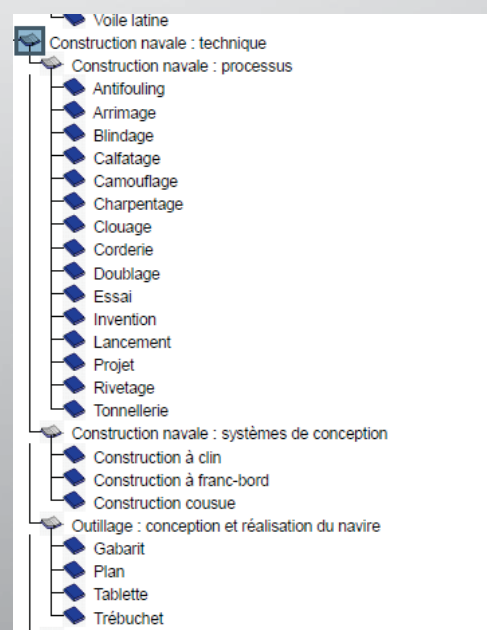 Voile latine
Construction navale : technique
Construction navale : processus
Antifouling
Arrimage
Blindage
Calfatage
Camouflage
Charpentage
Clouage
Corderie
Doublage
Essai
Invention
Lancement
Projet
Rivetage
Tonnellerie
Construction navale : systèmes de conception
Construction à clin
Construction à franc-bord
Construction cousue
Outillage : conception et réalisation du navire
Gabarit
Plan
Tablette
Trébuchet